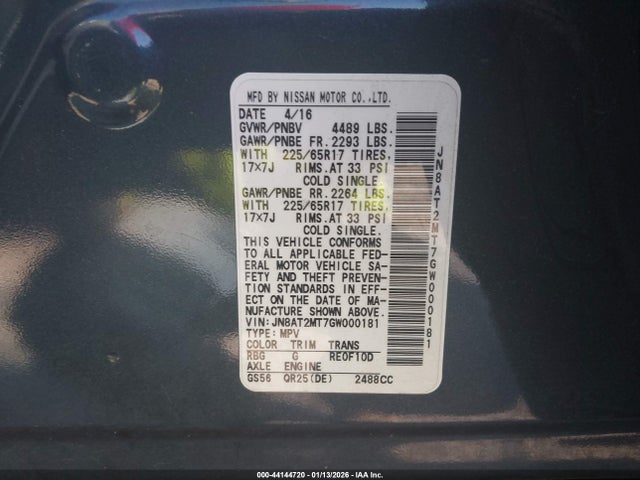 MFD BY NISSAN MOTOR CO.,LTD.
DATE 4/16
GVWR/PNBV 4489 LBS.
GAWR/PNBE FR. 2293 LBS.
WITH 225/65R17 TIRES,
17×7J RIMS.AT 33 PSI
COLD SINGLE.
GAWR/PNBE RR. 2264 LBS.
WITH 225/65R17 TIRES,
17×7J RIMS.AT 33 PSI
COLD SINGLE.
THIS VEHICLE CONFORMS
TO ALL APPLICABLE FED-
ERAL MOTOR VEHICLE SA-
FETY AND THEFT PREVEN-
TION STANDARDS IN EFF-
ECT ON THE DATE OF MA-
NUFACTURE SHOWN ABOVE.
VIN: JN8AT2MT7GW000181
TYPE: MPV
COLOR TRIM TRANS
RBG G RE0F10D
AXLE ENGINE
GS56 QR25(DE) 2488CC
JN8AT2MT7GW000181
000-44144720 - 01/13/2026 - IAA Inc.